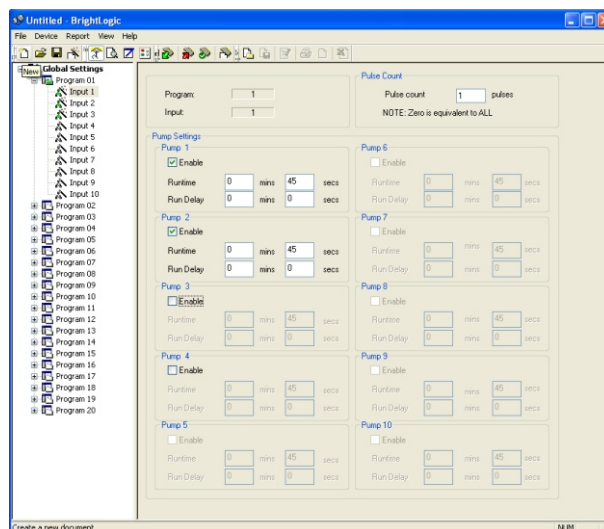 Untitled - BrightLogic
File Device Report View Help
New
Global Settings
Program 01
Input 1
Input 2
Input 3
Input 4
Input 5
Input 6
Input 7
Input 8
Input 9
Input 10
Program 02
Program 03
Program 04
Program 05
Program 06
Program 07
Program 08
Program 09
Program 10
Program 11
Program 12
Program 13
Program 14
Program 15
Program 16
Program 17
Program 18
Program 19
Program 20
Program: 1
Input: 1
Pulse Count
Pulse count 1 pulses
NOTE: Zero is equivalent to ALL
Pump Settings
Pump 1
Enable
Runtime 0 mins 45 secs
Run Delay 0 mins 0 secs
Pump 2
Enable
Runtime 0 mins 45 secs
Run Delay 0 mins 0 secs
Pump 3
Enable
Runtime 0 mins 45 secs
Run Delay 0 mins 0 secs
Pump 4
Enable
Runtime 0 mins 45 secs
Run Delay 0 mins 0 secs
Pump 5
Enable
Runtime 0 mins 45 secs
Run Delay 0 mins 0 secs
Pump 6
Enable
Runtime 0 mins 45 secs
Run Delay 0 mins 0 secs
Pump 7
Enable
Runtime 0 mins 45 secs
Run Delay 0 mins 0 secs
Pump 8
Enable
Runtime 0 mins 45 secs
Run Delay 0 mins 0 secs
Pump 9
Enable
Runtime 0 mins 45 secs
Run Delay 0 mins 0 secs
Pump 10
Enable
Runtime 0 mins 45 secs
Run Delay 0 mins 0 secs
Create a new document
NUM